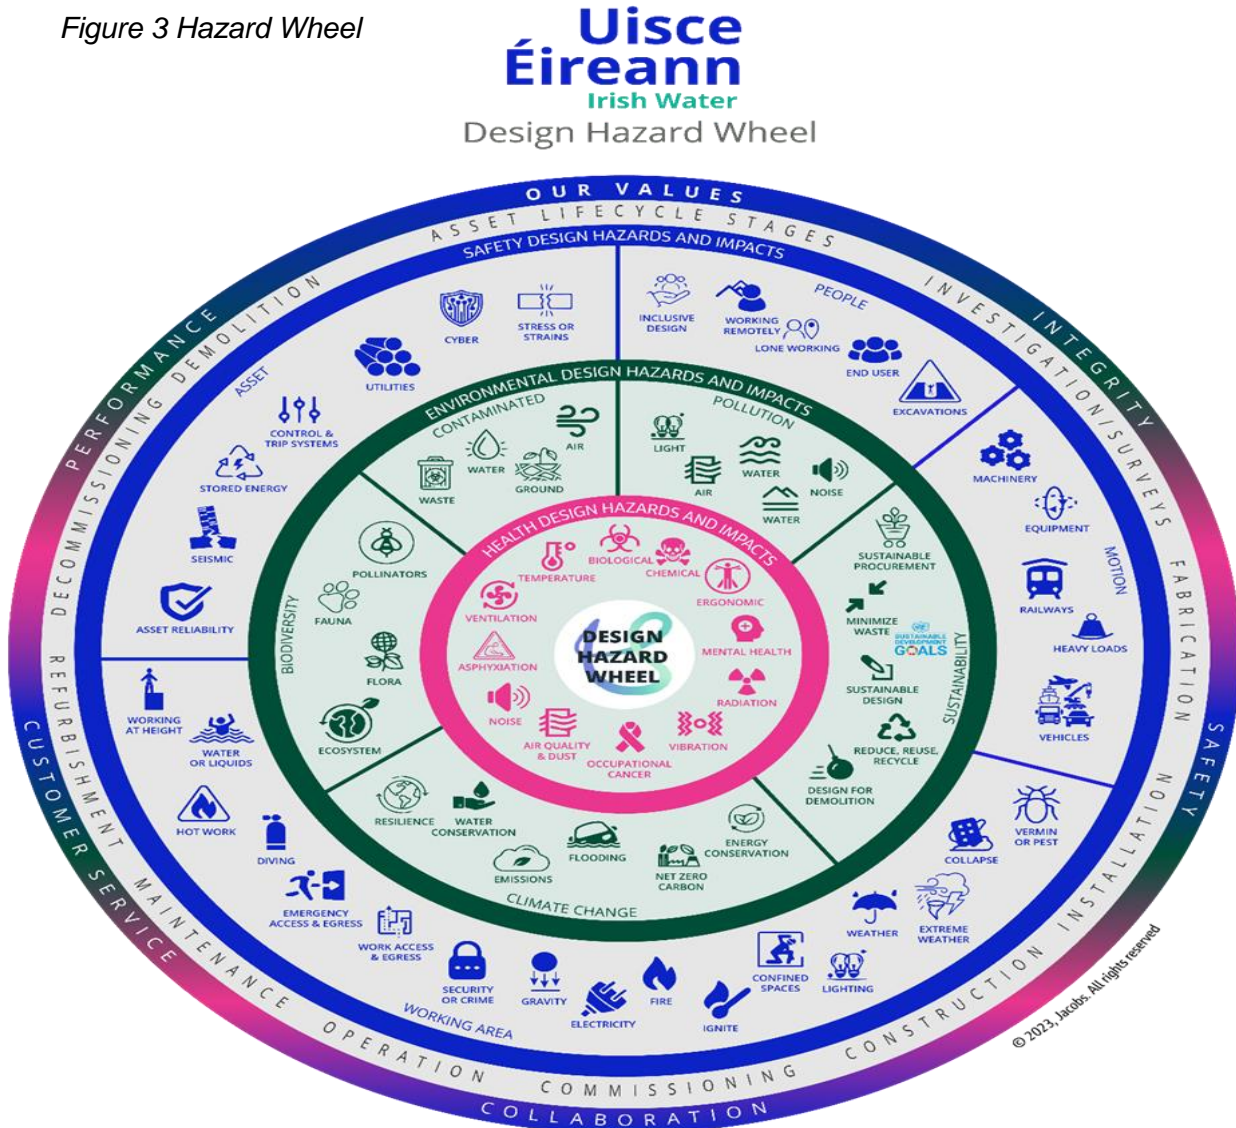 Figure 3 Hazard Wheel
Uisce
Éireann
Irish Water
Design Hazard Wheel
OUR VALUES
INTEGRITY
SAFETY
COLLABORATION
CUSTOMER SERVICE
PERFORMANCE
ASSET LIFECYCLE STAGES
INVESTIGATION/SURVEYS
FABRICATION
INSTALLATION
CONSTRUCTION
COMMISSIONING
OPERATION
MAINTENANCE
REFURBISHMENT
DECOMMISSIONING
DEMOLITION
SAFETY DESIGN HAZARDS AND IMPACTS
PEOPLE
INCLUSIVE
DESIGN
WORKING
REMOTELY
LONE WORKING
END USER
EXCAVATIONS
MOTION
MACHINERY
EQUIPMENT
RAILWAYS
HEAVY LOADS
VEHICLES
WORKING AREA
VERMIN
OR PEST
COLLAPSE
EXTREME
WEATHER
WEATHER
LIGHTING
CONFINED
SPACES
IGNITE
FIRE
ELECTRICITY
GRAVITY
SECURITY
OR CRIME
WORK ACCESS
& EGRESS
EMERGENCY
ACCESS & EGRESS
DIVING
HOT WORK
WATER
OR LIQUIDS
WORKING
AT HEIGHT
ASSET
ASSET RELIABILITY
SEISMIC
STORED ENERGY
CONTROL &
TRIP SYSTEMS
UTILITIES
CYBER
STRESS OR
STRAINS
ENVIRONMENTAL DESIGN HAZARDS AND IMPACTS
POLLUTION
LIGHT
AIR
WATER
WATER
NOISE
SUSTAINABILITY
SUSTAINABLE
PROCUREMENT
MINIMIZE
WASTE
SUSTAINABLE
DEVELOPMENT
GOALS
SUSTAINABLE
DESIGN
REDUCE, REUSE,
RECYCLE
DESIGN FOR
DEMOLITION
CLIMATE CHANGE
ENERGY
CONSERVATION
NET ZERO
CARBON
FLOODING
EMISSIONS
WATER
CONSERVATION
RESILIENCE
BIODIVERSITY
ECOSYSTEM
FLORA
FAUNA
POLLINATORS
CONTAMINATED
WASTE
WATER
GROUND
AIR
HEALTH DESIGN HAZARDS AND IMPACTS
BIOLOGICAL
CHEMICAL
ERGONOMIC
MENTAL HEALTH
RADIATION
VIBRATION
OCCUPATIONAL
CANCER
AIR QUALITY
& DUST
NOISE
ASPHYXIATION
VENTILATION
TEMPERATURE
DESIGN
HAZARD
WHEEL
© 2023, Jacobs. All rights reserved